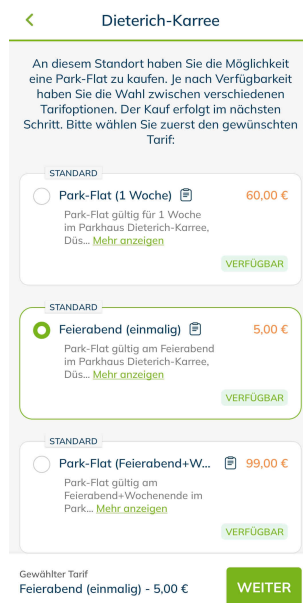 Dieterich-Karree
An diesem Standort haben Sie die Möglichkeit
eine Park-Flat zu kaufen. Je nach Verfügbarkeit
haben Sie die Wahl zwischen verschiedenen
Tarifoptionen. Der Kauf erfolgt im nächsten
Schritt. Bitte wählen Sie zuerst den gewünschten
Tarif:
STANDARD
Park-Flat (1 Woche) 60,00 €
Park-Flat gültig für 1 Woche
im Parkhaus Dieterich-Karree,
Düs... Mehr anzeigen
VERFÜGBAR
STANDARD
Feierabend (einmalig) 5,00 €
Park-Flat gültig am Feierabend
im Parkhaus Dieterich-Karree,
Düs... Mehr anzeigen
VERFÜGBAR
STANDARD
Park-Flat (Feierabend+W... 99,00 €
Park-Flat gültig am
Feierabend+Wochenende im
Park... Mehr anzeigen
VERFÜGBAR
Gewählter Tarif
Feierabend (einmalig) - 5,00 €
WEITER